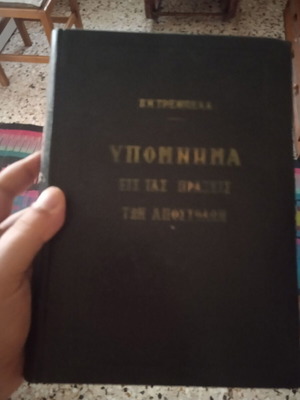 Π. Ν. ΤΡΕΜΠΕΛΑ
ΥΠΟΜΝΗΜΑ
ΕΙΣ ΤΑΣ ΠΡΑΞΕΙΣ
ΤΩΝ ΑΠΟΣΤΟΛΩΝ